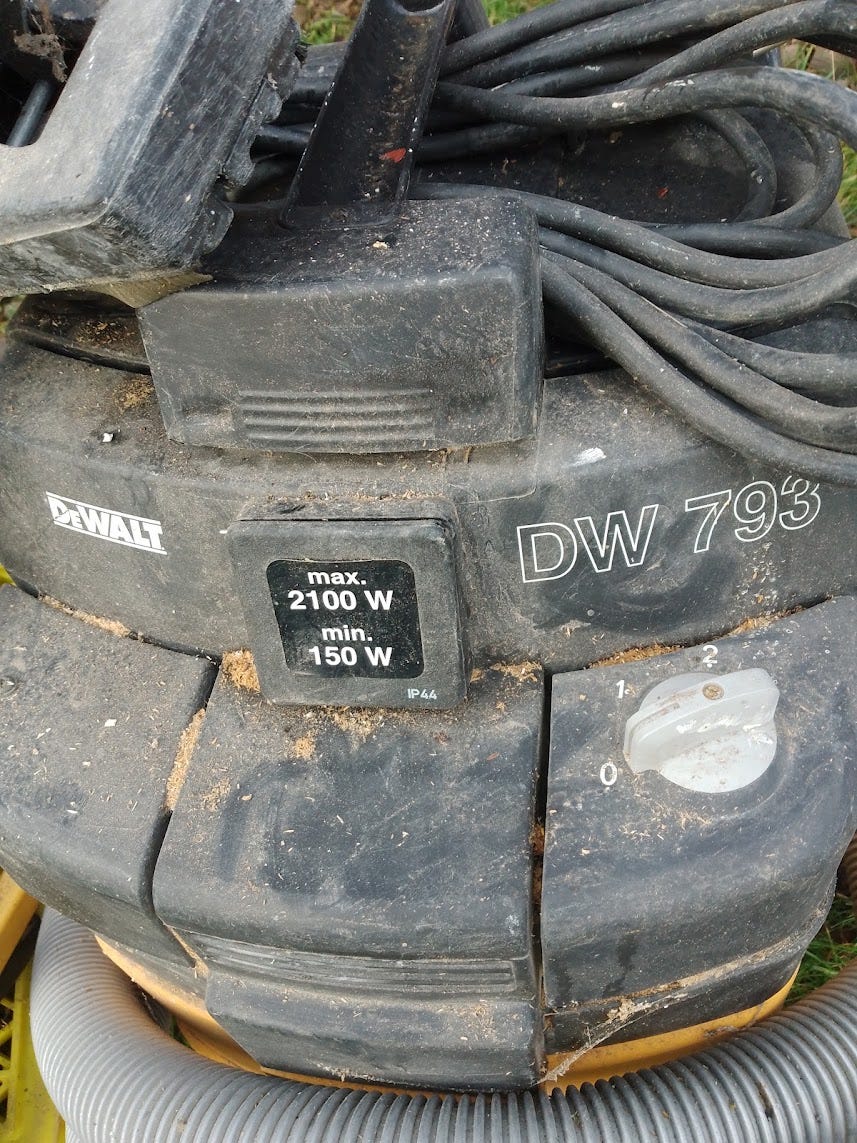 DEWALT
DW 793
max.
2100 W
min.
150 W
IP44
2
1
0